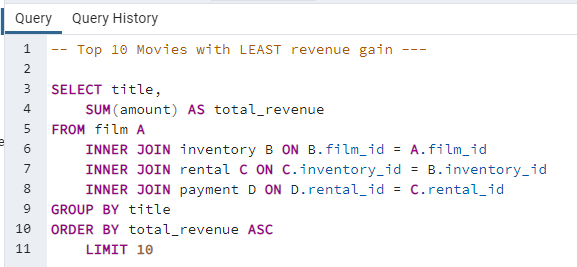 Query Query History
1 -- Top 10 Movies with LEAST revenue gain ---
2
3 SELECT title,
4 SUM(amount) AS total_revenue
5 FROM film A
6 INNER JOIN inventory B ON B.film_id = A.film_id
7 INNER JOIN rental C ON C.inventory_id = B.inventory_id
8 INNER JOIN payment D ON D.rental_id = C.rental_id
9 GROUP BY title
10 ORDER BY total_revenue ASC
11 LIMIT 10